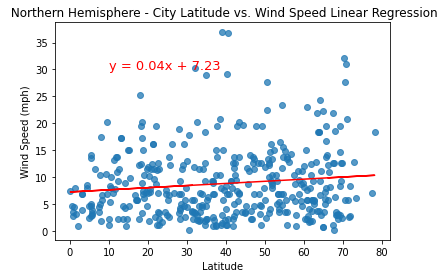 Northern Hemisphere - City Latitude vs. Wind Speed Linear Regression
y = 0.04x + 7.23
Wind Speed (mph)
35
30
25
20
15
10
5
0
0 10 20 30 40 50 60 70 80
Latitude